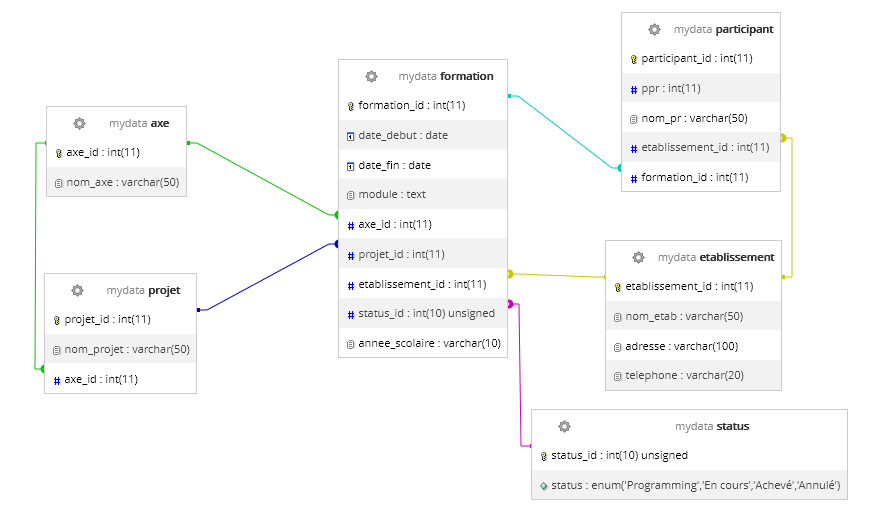 mydata axe
axe_id : int(11)
nom_axe : varchar(50)
mydata projet
projet_id : int(11)
nom_projet : varchar(50)
axe_id : int(11)
mydata formation
formation_id : int(11)
date_debut : date
date_fin : date
module : text
axe_id : int(11)
projet_id : int(11)
etablissement_id : int(11)
status_id : int(10) unsigned
annee_scolaire : varchar(10)
mydata participant
participant_id : int(11)
ppr : int(11)
nom_pr : varchar(50)
etablissement_id : int(11)
formation_id : int(11)
mydata etablissement
etablissement_id : int(11)
nom_etab : varchar(50)
adresse : varchar(100)
telephone : varchar(20)
mydata status
status_id : int(10) unsigned
status : enum('Programming','En cours','Achevé','Annulé')